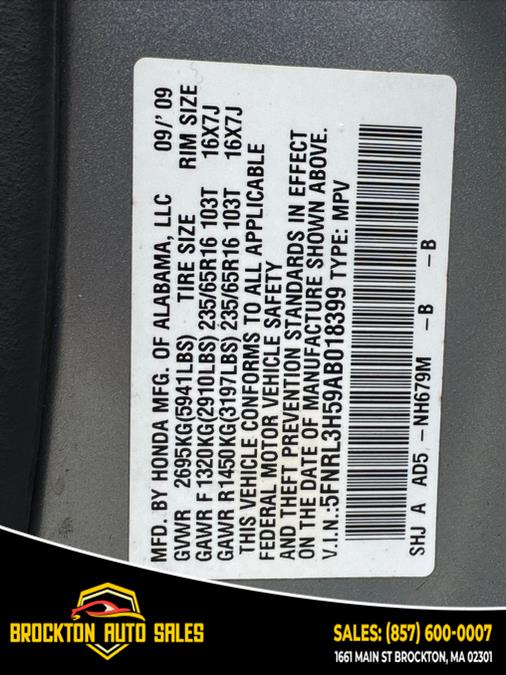 MFD. BY HONDA MFG. OF ALABAMA, LLC 09/'09
GVWR 2695KG(5941LBS) TIRE SIZE RIM SIZE
GAWR F1320KG(2910LBS) 235/65R16 103T 16X7J
GAWR R1450KG(3197LBS) 235/65R16 103T 16X7J
THIS VEHICLE CONFORMS TO ALL APPLICABLE
FEDERAL MOTOR VEHICLE SAFETY
AND THEFT PREVENTION STANDARDS IN EFFECT
ON THE DATE OF MANUFACTURE SHOWN ABOVE.
V.I.N.:5FNRL3H59AB018399 TYPE: MPV
SHJ A AD5 -NH679M -B -B
BROCKTON AUTO SALES
SALES: (857) 600-0007
1661 MAIN ST BROCKTON, MA 02301